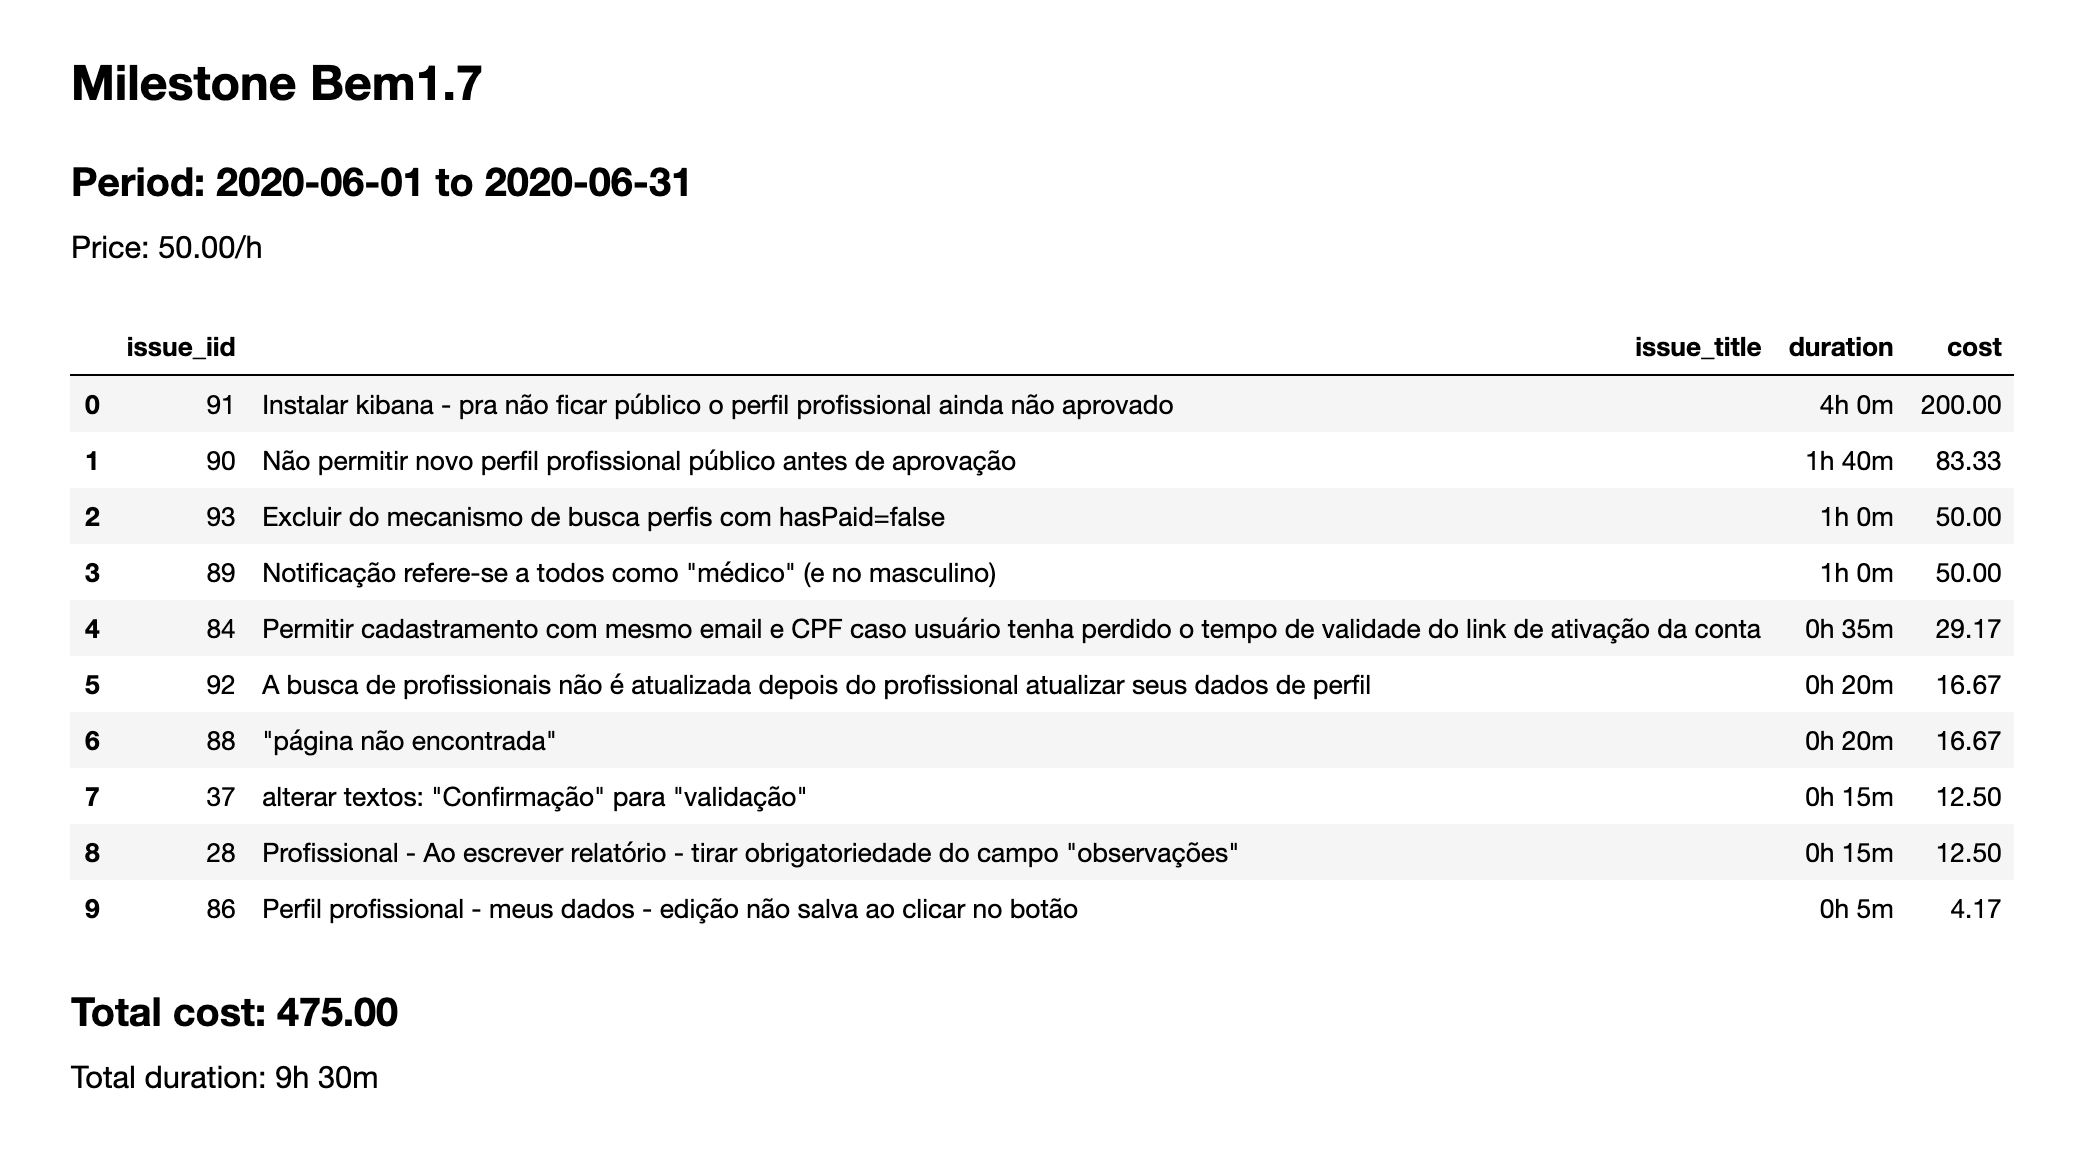 Milestone Bem1.7
Period: 2020-06-01 to 2020-06-31
Price: 50.00/h
issue_iid issue_title duration cost
0 91 Instalar kibana - pra não ficar público o perfil profissional ainda não aprovado 4h 0m 200.00
1 90 Não permitir novo perfil profissional público antes de aprovação 1h 40m 83.33
2 93 Excluir do mecanismo de busca perfis com hasPaid=false 1h 0m 50.00
3 89 Notificação refere-se a todos como "médico" (e no masculino) 1h 0m 50.00
4 84 Permitir cadastramento com mesmo email e CPF caso usuário tenha perdido o tempo de validade do link de ativação da conta 0h 35m 29.17
5 92 A busca de profissionais não é atualizada depois do profissional atualizar seus dados de perfil 0h 20m 16.67
6 88 "página não encontrada" 0h 20m 16.67
7 37 alterar textos: "Confirmação" para "validação" 0h 15m 12.50
8 28 Profissional - Ao escrever relatório - tirar obrigatoriedade do campo "observações" 0h 15m 12.50
9 86 Perfil profissional - meus dados - edição não salva ao clicar no botão 0h 5m 4.17
Total cost: 475.00
Total duration: 9h 30m